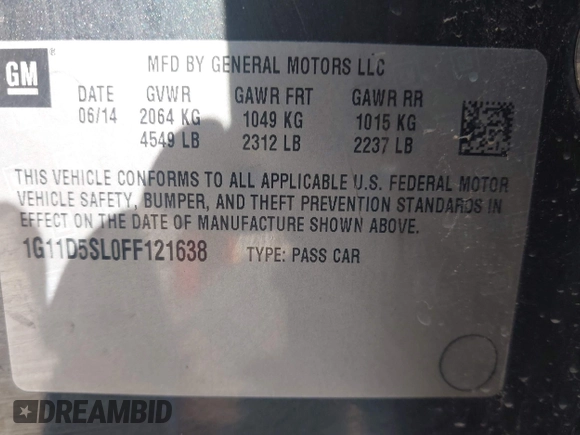 GM
MFD BY GENERAL MOTORS LLC
DATE GVWR GAWR FRT GAWR RR
06/14 2064 KG 1049 KG 1015 KG
4549 LB 2312 LB 2237 LB
THIS VEHICLE CONFORMS TO ALL APPLICABLE U.S. FEDERAL MOTOR
VEHICLE SAFETY, BUMPER, AND THEFT PREVENTION STANDARDS IN
EFFECT ON THE DATE OF MANUFACTURE SHOWN ABOVE.
1G11D5SL0FF121638 TYPE: PASS CAR
DREAMBID